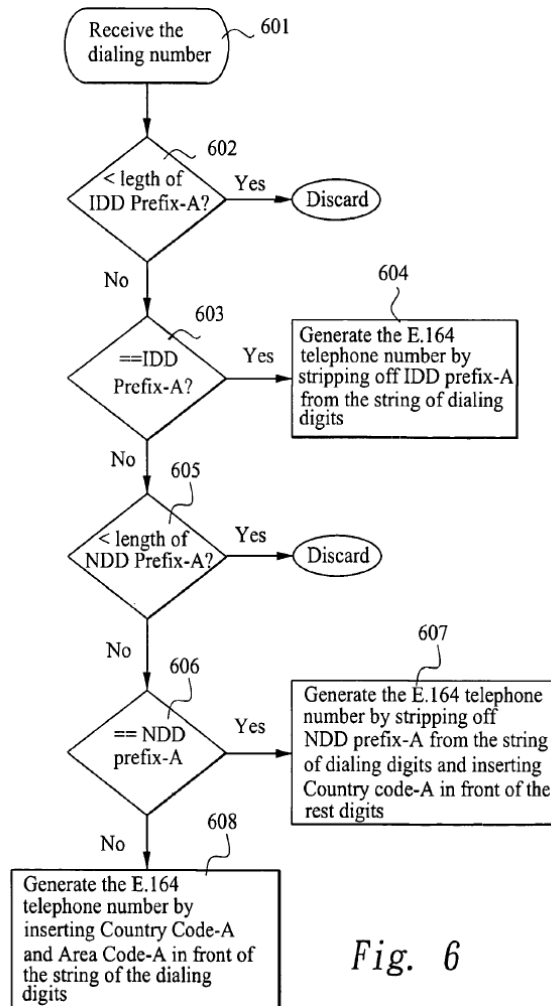 Receive the
dialing number
601
602
< legth of
IDD Prefix-A?
Yes
Discard
No
603
==IDD
Prefix-A?
Yes
604
Generate the E.164
telephone number by
stripping off IDD prefix-A
from the string of dialing
digits
No
605
< length of
NDD Prefix-A?
Yes
Discard
No
606
== NDD
prefix-A
Yes
607
Generate the E.164 telephone
number by stripping off
NDD prefix-A from the string
of dialing digits and inserting
Country code-A in front of the
rest digits
No
608
Generate the E.164
telephone number by
inserting Country Code-A
and Area Code-A in front of
the string of the dialing
digits
Fig. 6